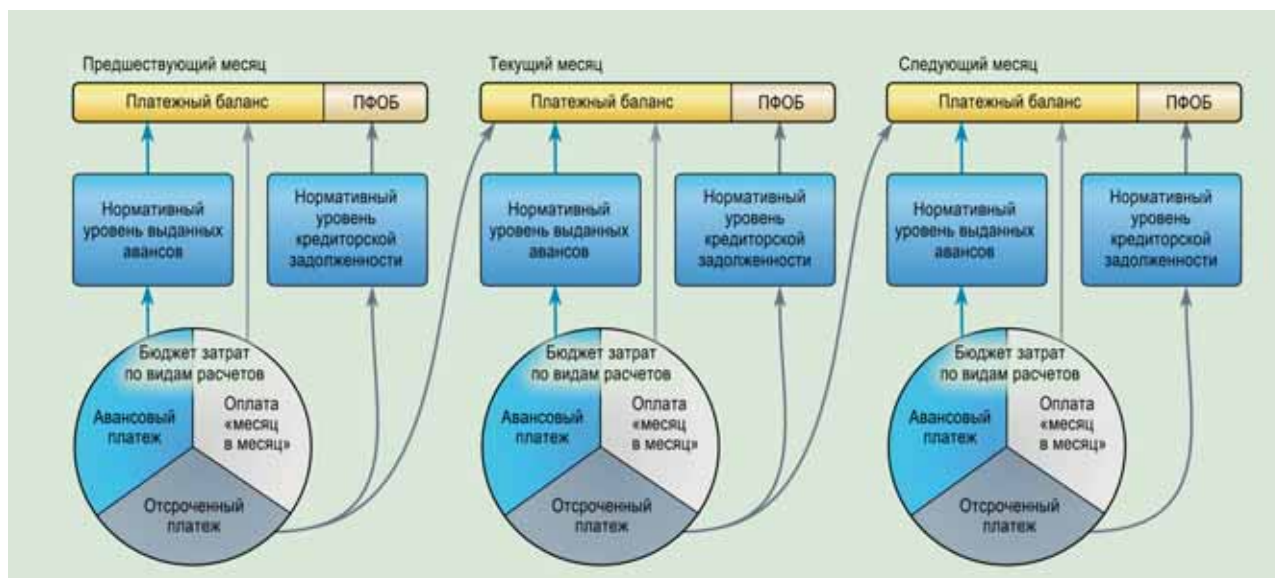 Предшествующий месяц
Платежный баланс
ПФОБ
Нормативный
уровень выданных
авансов
Нормативный
уровень
кредиторской
задолженности
Бюджет затрат
по видам расчетов
Авансовый
платеж
Оплата
«месяц
в месяц»
Отсроченный
платеж
Текущий месяц
Платежный баланс
ПФОБ
Нормативный
уровень выданных
авансов
Нормативный
уровень
кредиторской
задолженности
Бюджет затрат
по видам расчетов
Авансовый
платеж
Оплата
«месяц
в месяц»
Отсроченный
платеж
Следующий месяц
Платежный баланс
ПФОБ
Нормативный
уровень выданных
авансов
Нормативный
уровень
кредиторской
задолженности
Бюджет затрат
по видам расчетов
Авансовый
платеж
Оплата
«месяц
в месяц»
Отсроченный
платеж